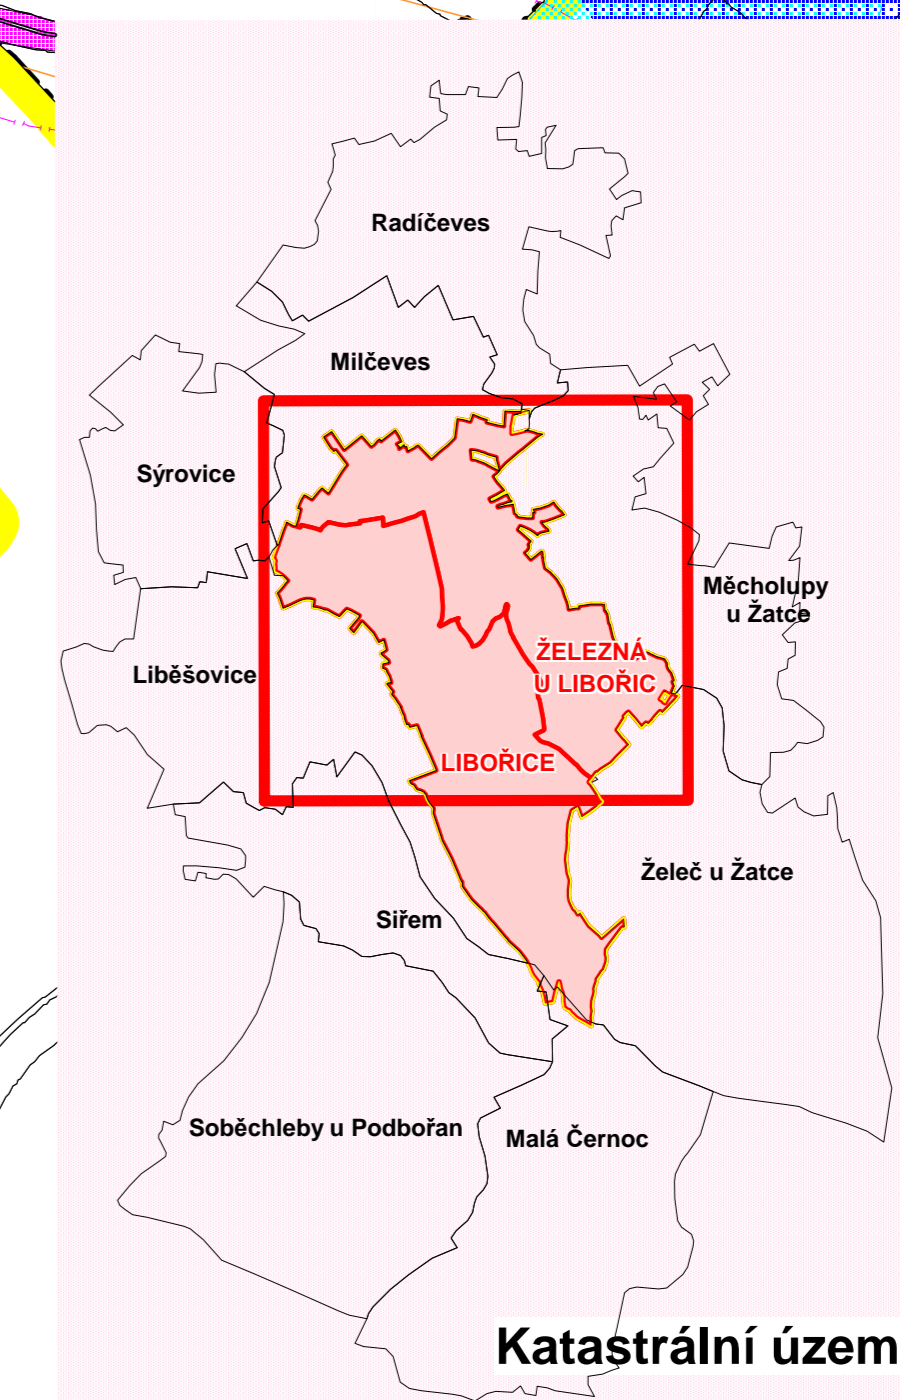 Radíčeves
Milčeves
Sýrovice
Měcholupy
u Žatce
ŽELEZNÁ
U LIBOŘIC
Liběšovice
LIBOŘICE
Želeč u Žatce
Siřem
Soběchleby u Podbořan
Malá Černoc
Katastrální územ